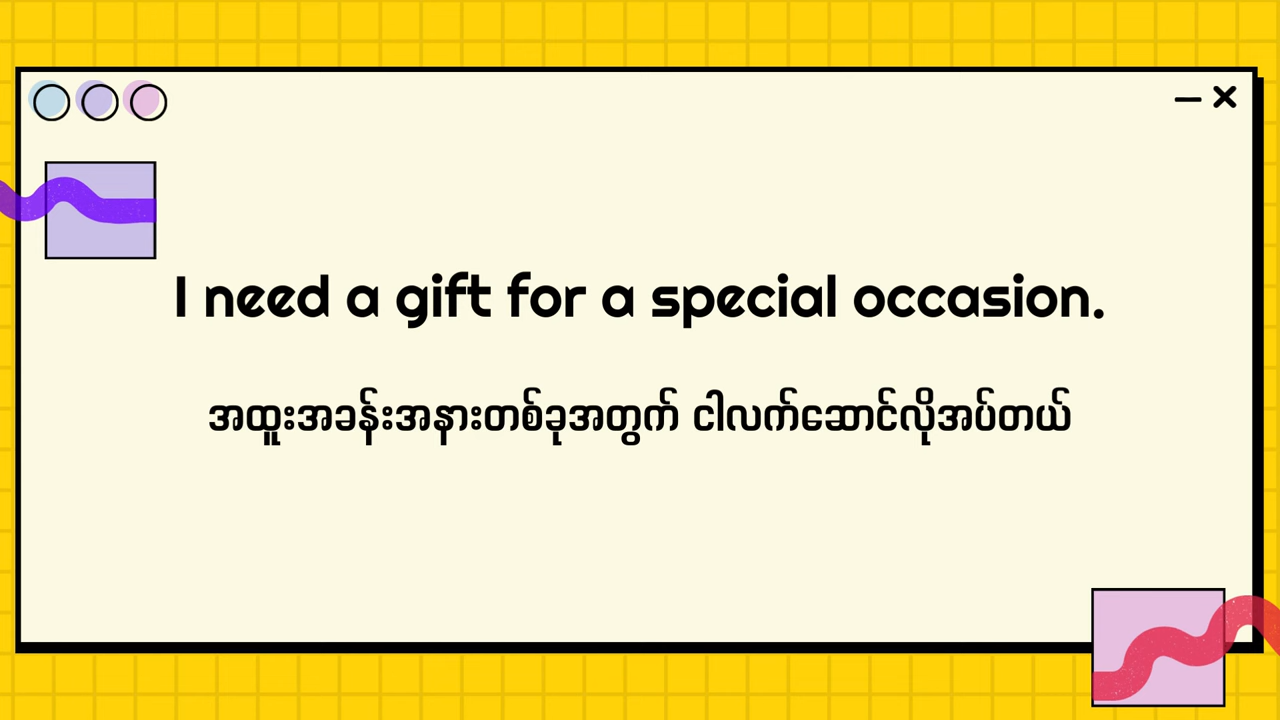 I need a gift for a special occasion.
အထူးအခန်းအနားတစ်ခုအတွက် ငါလက်ဆောင်လိုအပ်တယ်